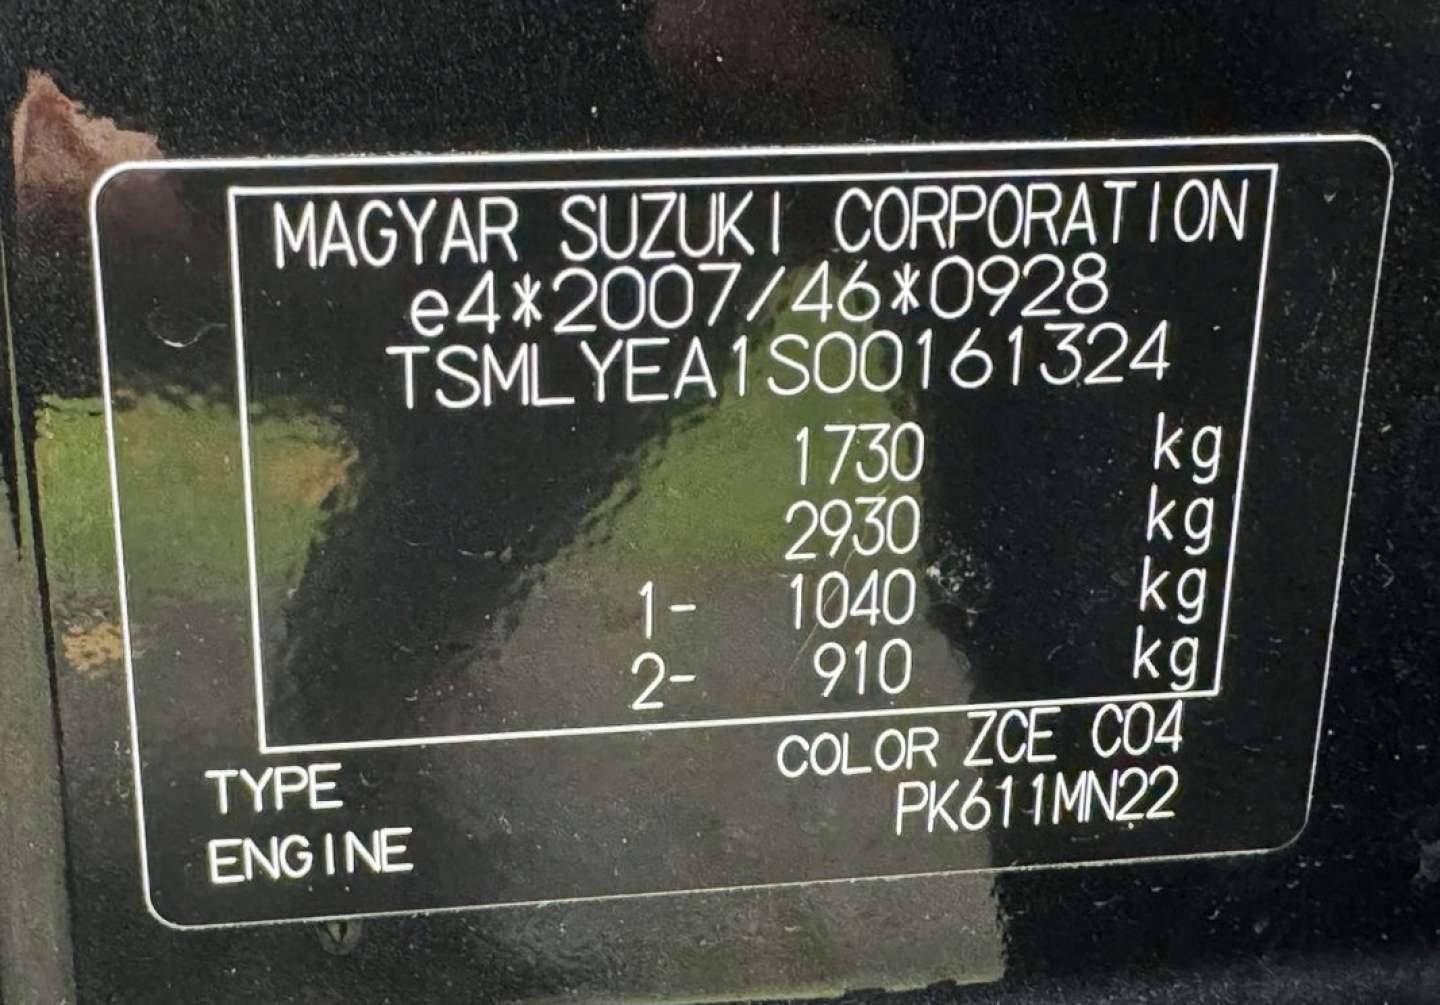 MAGYAR SUZUKI CORPORATION
e4*2007/46*0928
TSMLYEA1S00161324
1730 kg
2930 kg
1- 1040 kg
2- 910 kg
COLOR ZCE C04
TYPE PK611MN22
ENGINE